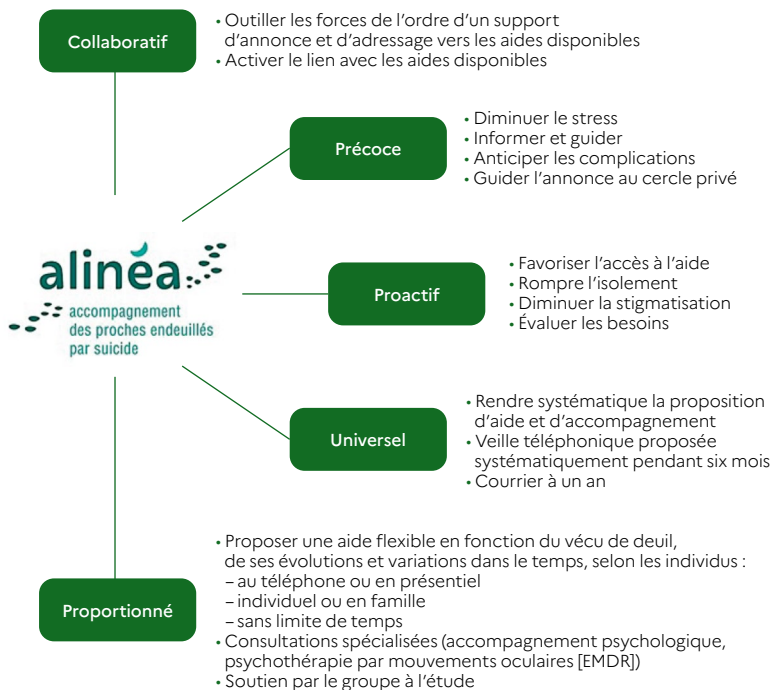 Collaboratif
• Outiller les forces de l’ordre d’un support
d’annonce et d’adressage vers les aides disponibles
• Activer le lien avec les aides disponibles
Précoce
• Diminuer le stress
• Informer et guider
• Anticiper les complications
• Guider l’annonce au cercle privé
alinéa
accompagnement
des proches endeuillés
par suicide
Proactif
• Favoriser l’accès à l’aide
• Rompre l’isolement
• Diminuer la stigmatisation
• Évaluer les besoins
Universel
• Rendre systématique la proposition
d’aide et d’accompagnement
• Veille téléphonique proposée
systématiquement pendant six mois
• Courrier à un an
Proportionné
• Proposer une aide flexible en fonction du vécu de deuil,
de ses évolutions et variations dans le temps, selon les individus :
– au téléphone ou en présentiel
– individuel ou en famille
– sans limite de temps
• Consultations spécialisées (accompagnement psychologique,
psychothérapie par mouvements oculaires [EMDR])
• Soutien par le groupe à l’étude